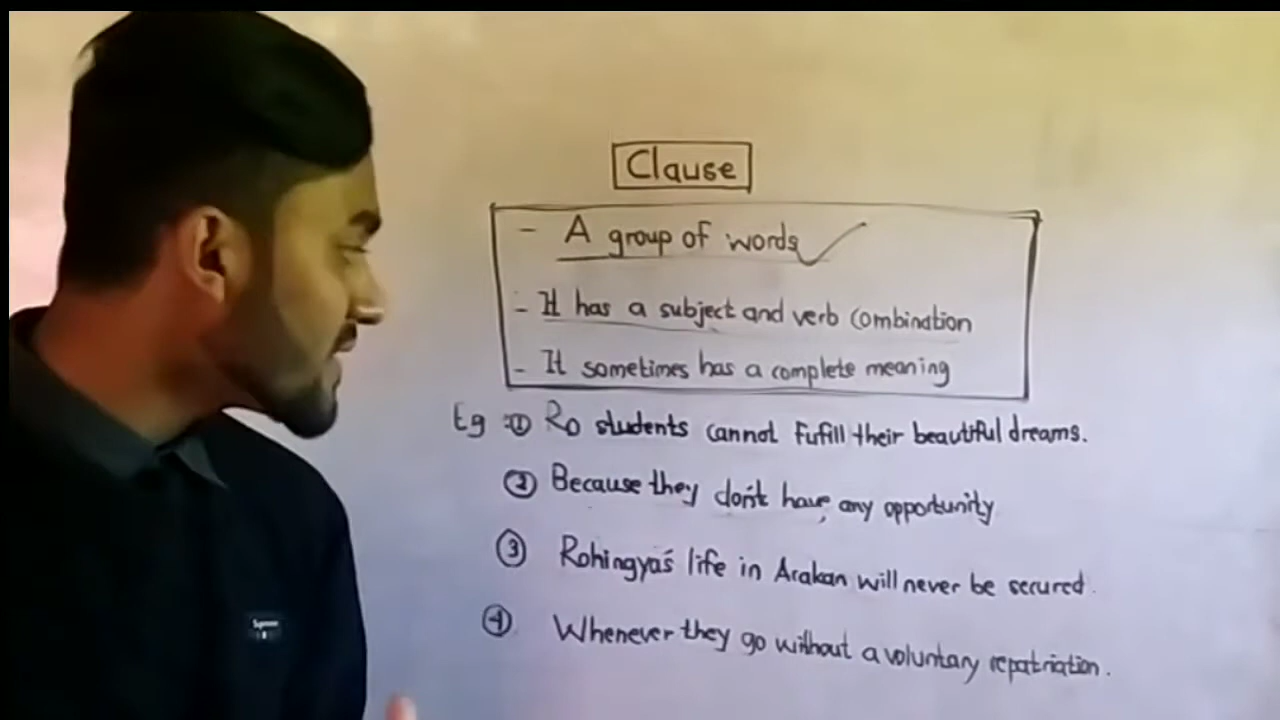 Clause
- A group of words
- It has a subject and verb combination
- It sometimes has a complete meaning
Eg :① Ro students cannot fufill their beautiful dreams.
② Because they don't have, any opportunity
③ Rohingya's life in Arakan will never be secured.
④ Whenever they go without a voluntary repatriation.
Supreme